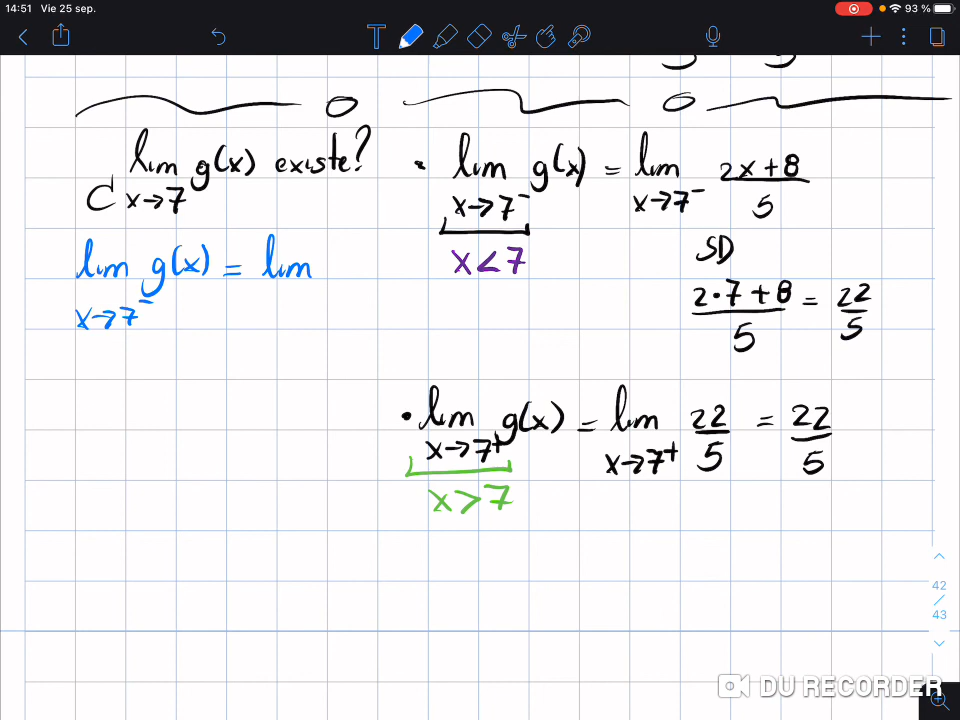 14:51 Vie 25 sep.
93 %
¿ lim x→7 g(x) existe?
lim x→7⁻ g(x) = lim
• lim x→7⁻ g(x) = lim x→7⁻ (2x+8)/5
x<7
SD
(2·7+8)/5 = 22/5
• lim x→7⁺ g(x) = lim x→7⁺ 22/5 = 22/5
x>7
42
/
43
DU RECORDER